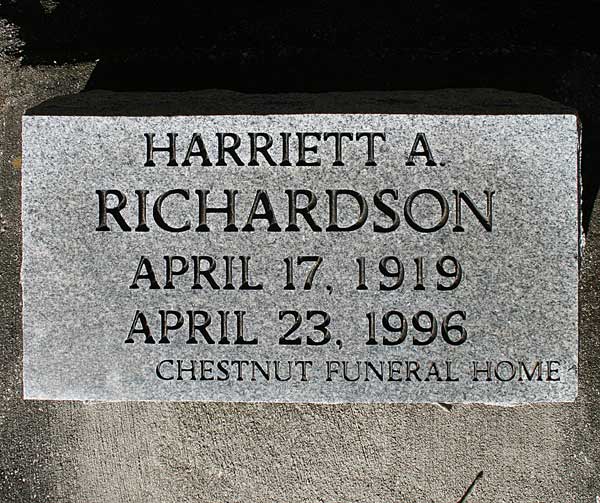 HARRIETT A.
RICHARDSON
APRIL 17, 1919
APRIL 23, 1996
CHESTNUT FUNERAL HOME